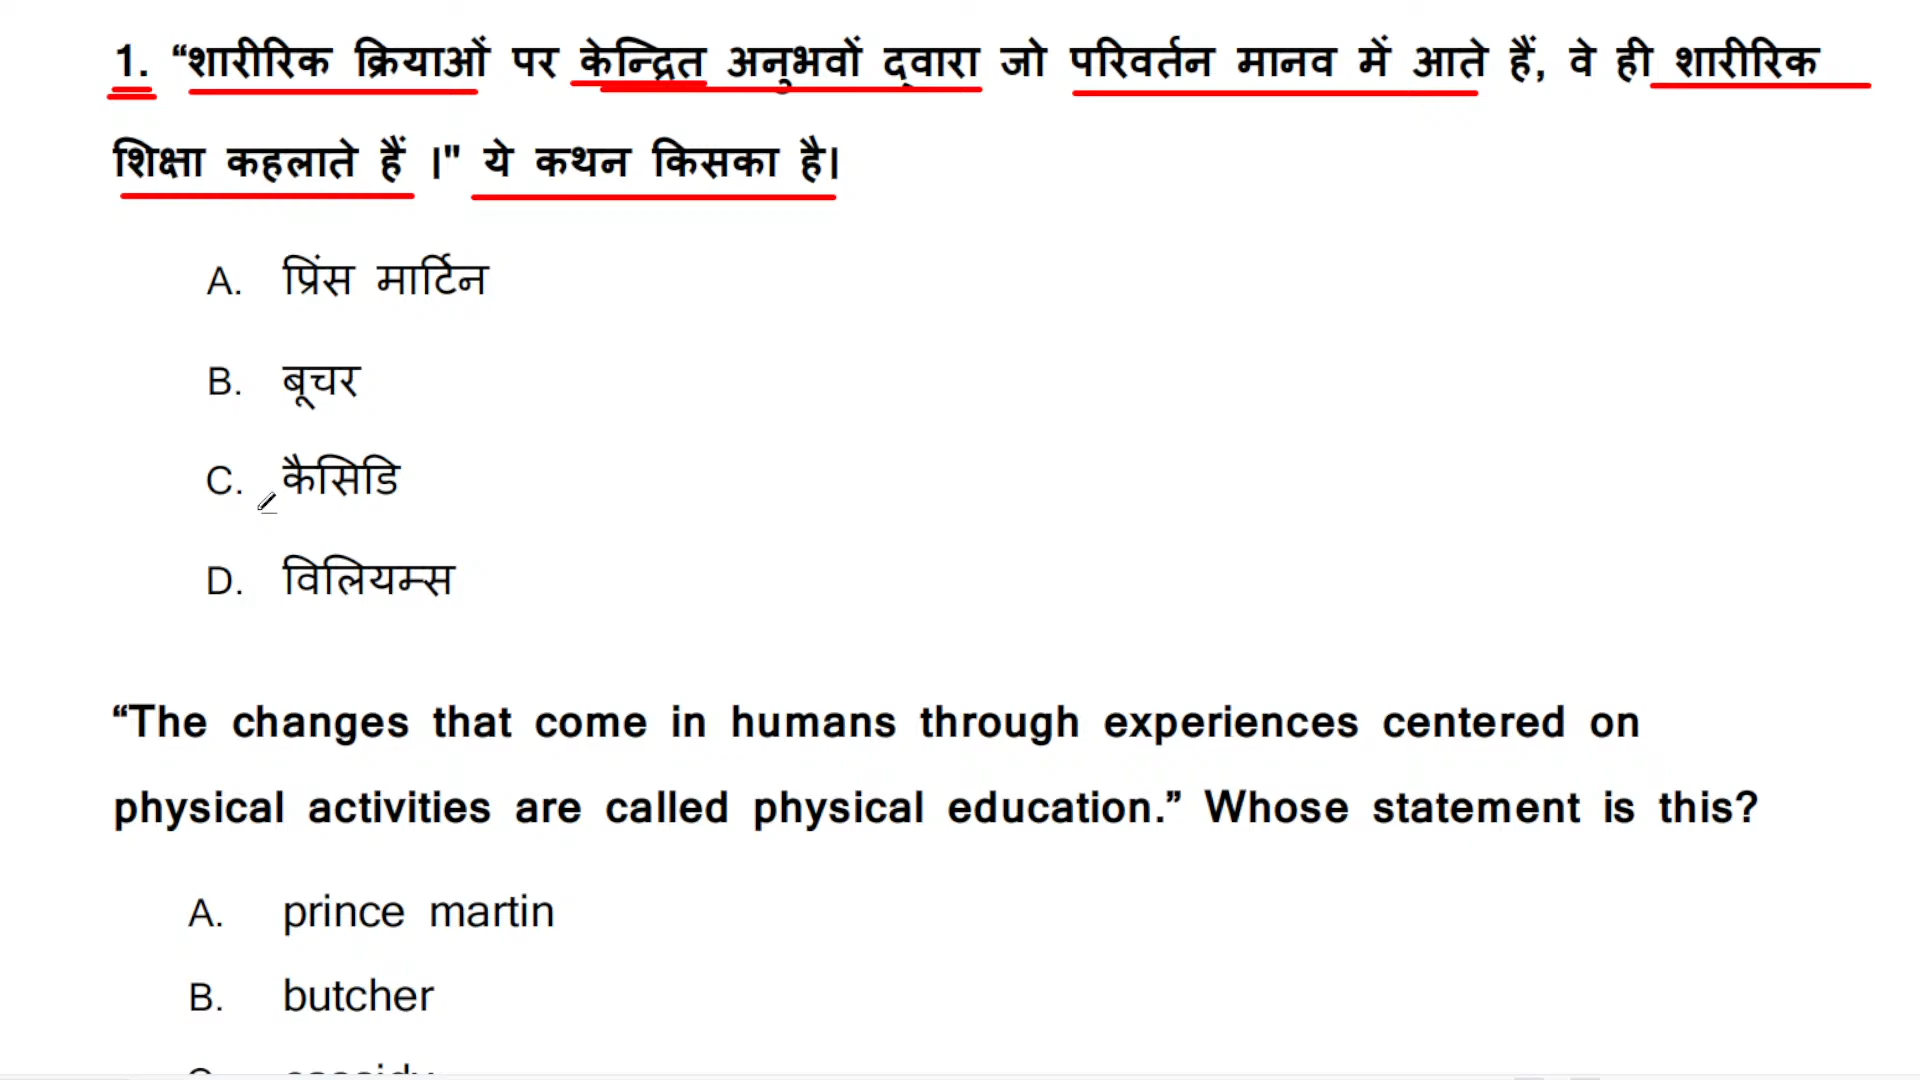 1. “शारीरिक क्रियाओं पर केन्द्रित अनुभवों द्वारा जो परिवर्तन मानव में आते हैं, वे ही शारीरिक
शिक्षा कहलाते हैं ।" ये कथन किसका है।
A. प्रिंस मार्टिन
B. बूचर
C. कैसिडि
D. विलियम्स
“The changes that come in humans through experiences centered on
physical activities are called physical education.” Whose statement is this?
A. prince martin
B. butcher